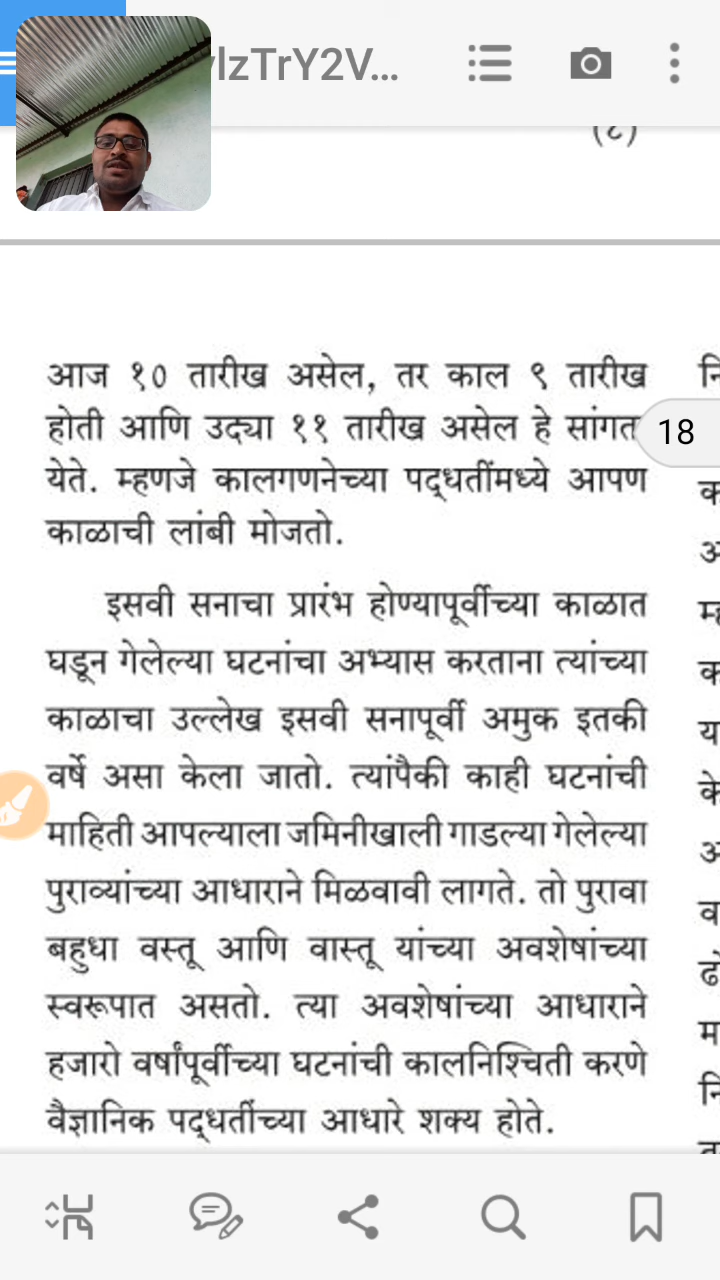 lzTrY2V...
(८)
आज १० तारीख असेल, तर काल ९ तारीख
होती आणि उद्या ११ तारीख असेल हे सांगता
18
येते. म्हणजे कालगणनेच्या पद्धतींमध्ये आपण
काळाची लांबी मोजतो.
इसवी सनाचा प्रारंभ होण्यापूर्वीच्या काळात
घडून गेलेल्या घटनांचा अभ्यास करताना त्यांच्या
काळाचा उल्लेख इसवी सनापूर्वी अमुक इतकी
वर्षे असा केला जातो. त्यांपैकी काही घटनांची
माहिती आपल्याला जमिनीखाली गाडल्या गेलेल्या
पुराव्यांच्या आधाराने मिळवावी लागते. तो पुरावा
बहुधा वस्तू आणि वास्तू यांच्या अवशेषांच्या
स्वरूपात असतो. त्या अवशेषांच्या आधाराने
हजारो वर्षांपूर्वीच्या घटनांची कालनिश्चिती करणे
वैज्ञानिक पद्धतींच्या आधारे शक्य होते.